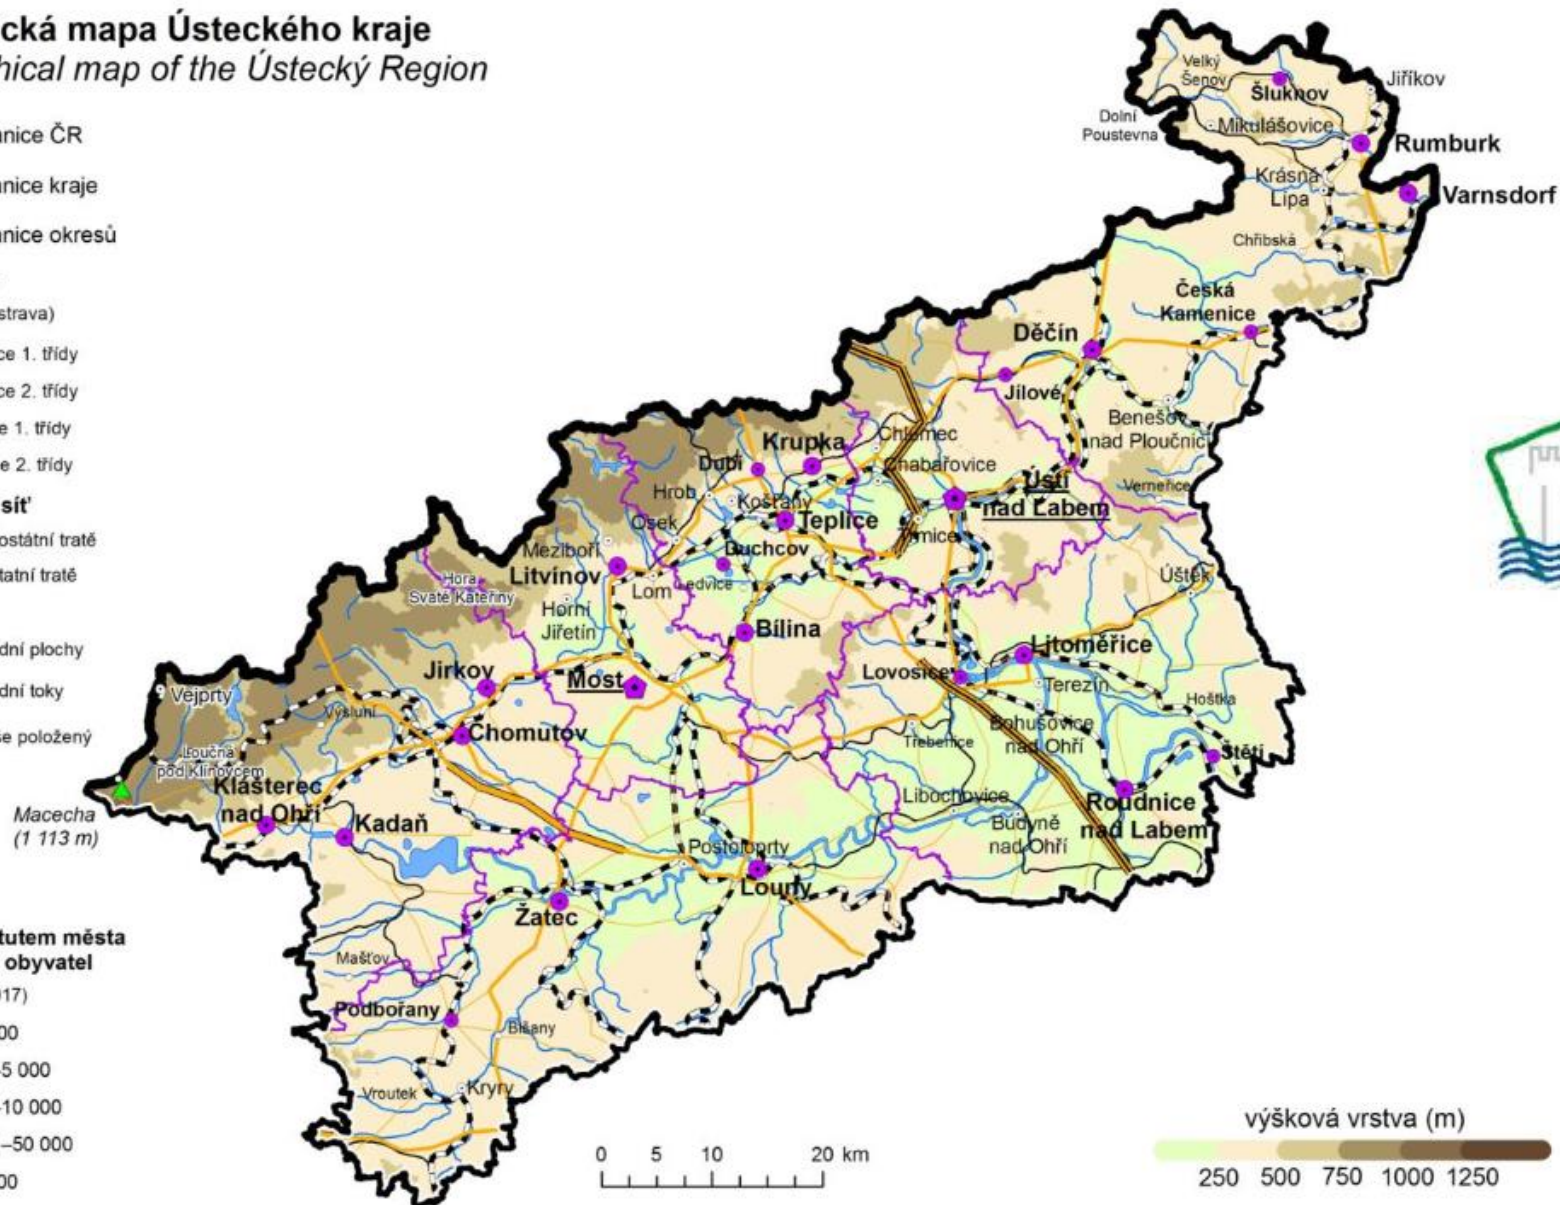 cká mapa Ústeckého kraje
hical map of the Ústecký Region
nice ČR
nice kraje
nice okresů
strava)
ce 1. třídy
ce 2. třídy
e 1. třídy
e 2. třídy
síť
ostátní tratě
tatní tratě
dní plochy
dní toky
še položený
Macecha
(1 113 m)
tutem města
obyvatel
017)
00
5 000
10 000
–50 000
00
Velký
Šenov
Šluknov
Jiříkov
Dolní
Poustevna
Mikulášovice
Rumburk
Krásná
Lípa
Varnsdorf
Chřibská
Česká
Kamenice
Děčín
Jílové
Benešov
nad Ploučnicí
Verneřice
Krupka
Chlumec
Dubí
Chabařovice
Ústí
nad Labem
Hrob
Košťany
Teplice
Osek
Trmice
Duchcov
Meziboří
Litvínov
Lom
Ledvice
Úštěk
Hora
Svaté Kateřiny
Horní
Jiřetín
Bílina
Litoměřice
Jirkov
Most
Lovosice
Terezín
Hoštka
Vejprty
Výsluní
Chomutov
Bohušovice
nad Ohří
Třebenice
Loučná
pod Klínovcem
Štětí
Klášterec
nad Ohří
Kadaň
Libochovice
Roudnice
nad Labem
Budyně
nad Ohří
Postoloprty
Louny
Žatec
Mašťov
Podbořany
Blšany
Vroutek
Kryry
0 5 10 20 km
výšková vrstva (m)
250 500 750 1000 1250